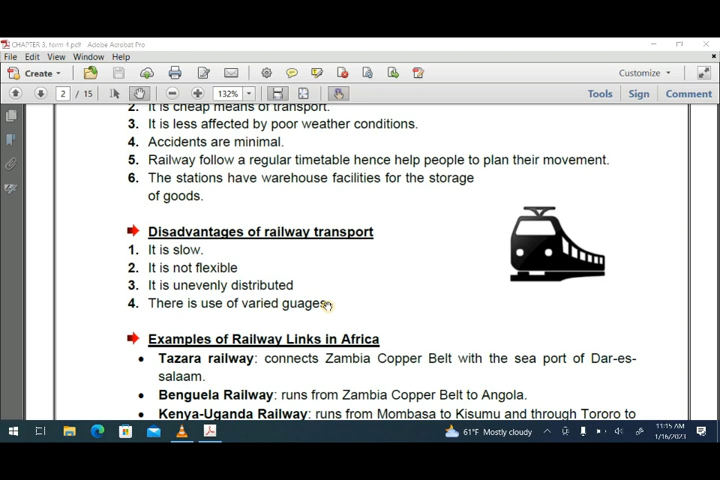 CHAPTER 3, form 4.pdf - Adobe Acrobat Pro
File Edit View Window Help
Create
Customize
2 / 15
132%
Tools Sign Comment
2. It is cheap means of transport.
3. It is less affected by poor weather conditions.
4. Accidents are minimal.
5. Railway follow a regular timetable hence help people to plan their movement.
6. The stations have warehouse facilities for the storage
of goods.
Disadvantages of railway transport
1. It is slow.
2. It is not flexible
3. It is unevenly distributed
4. There is use of varied guages
Examples of Railway Links in Africa
• Tazara railway: connects Zambia Copper Belt with the sea port of Dar-es-
salaam.
• Benguela Railway: runs from Zambia Copper Belt to Angola.
• Kenya-Uganda Railway: runs from Mombasa to Kisumu and through Tororo to
61°F Mostly cloudy
11:15 AM
1/16/2023